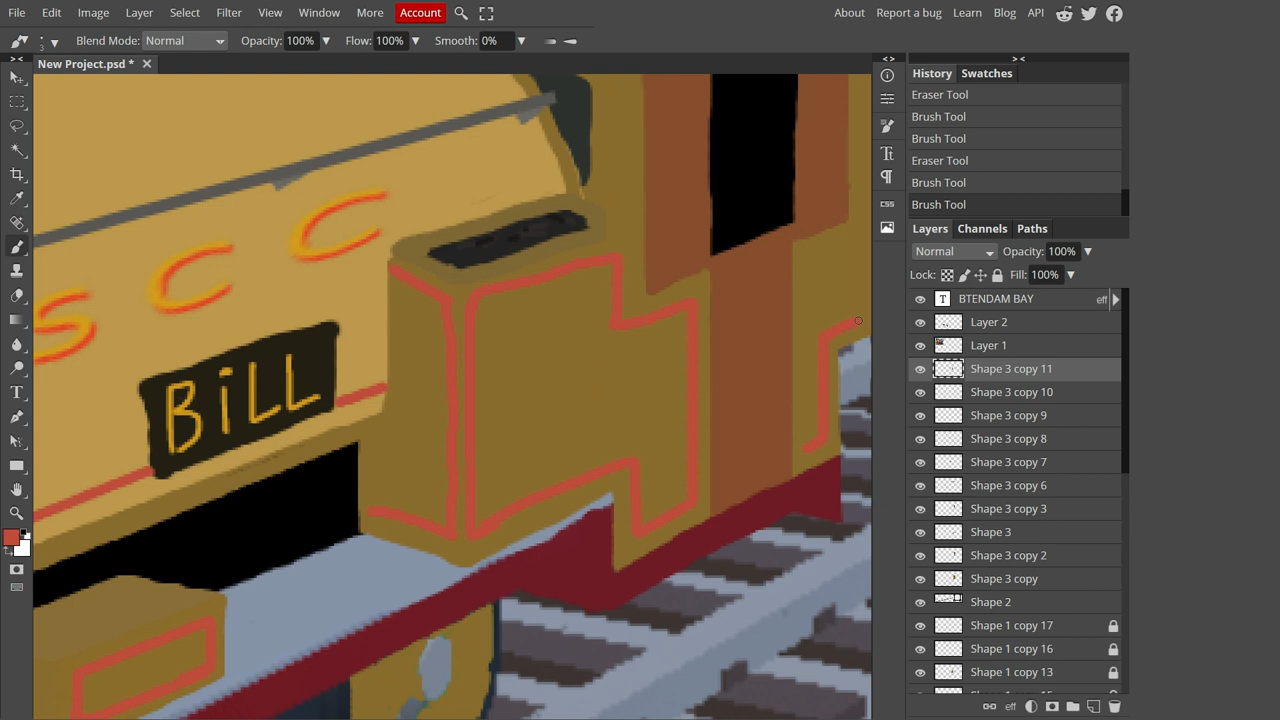 File Edit Image Layer Select Filter View Window More Account About Report a bug Learn Blog API
3 Blend Mode: Normal Opacity: 100% Flow: 100% Smooth: 0%
New Project.psd *
History Swatches
Eraser Tool
Brush Tool
Brush Tool
Eraser Tool
Brush Tool
Brush Tool
Layers Channels Paths
Normal Opacity: 100%
Lock: Fill: 100%
T BTENDAM BAY eff
Layer 2
Layer 1
Shape 3 copy 11
Shape 3 copy 10
Shape 3 copy 9
Shape 3 copy 8
Shape 3 copy 7
Shape 3 copy 6
Shape 3 copy 3
Shape 3
Shape 3 copy 2
Shape 3 copy
Shape 2
Shape 1 copy 17
Shape 1 copy 16
Shape 1 copy 13
eff
CSS
S C C
BiLL